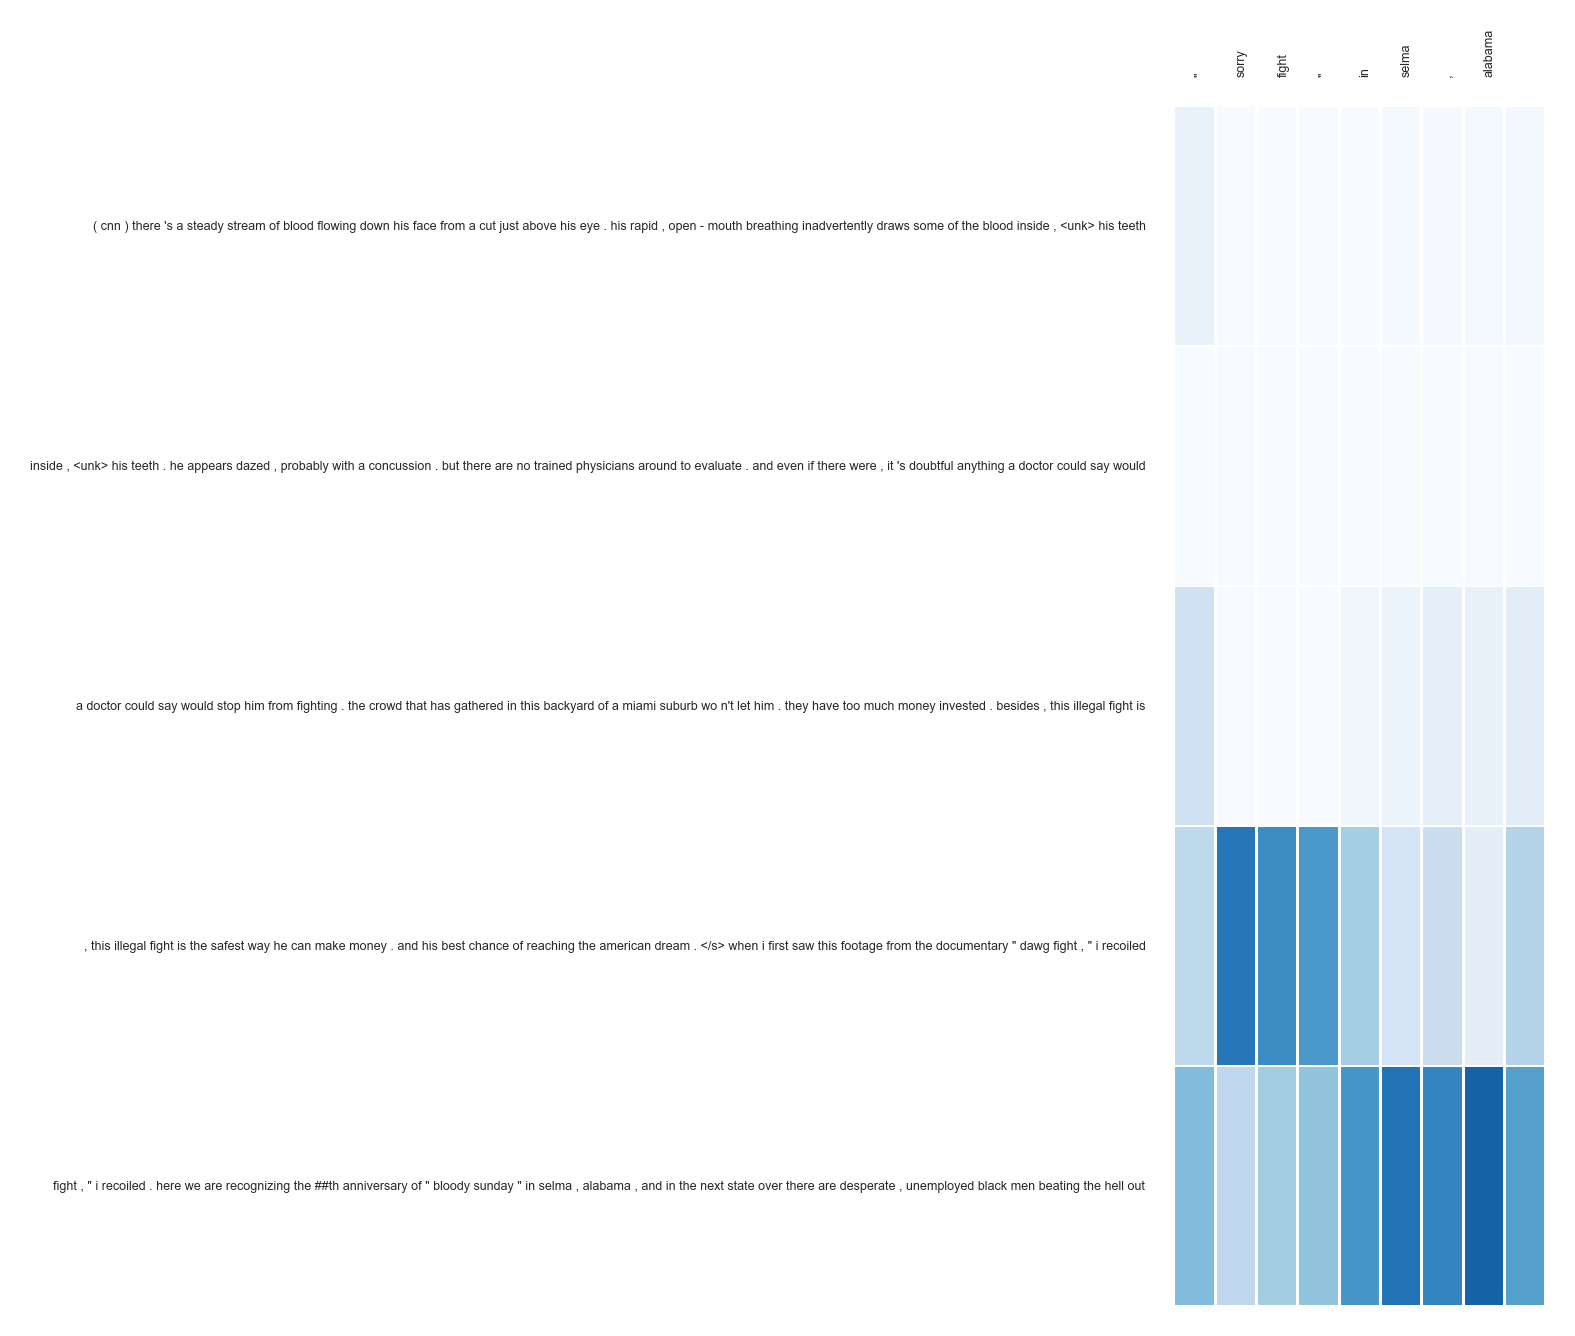 " sorry fight " in selma , alabama
( cnn ) there 's a steady stream of blood flowing down his face from a cut just above his eye . his rapid , open - mouth breathing inadvertently draws some of the blood inside , <unk> his teeth
inside , <unk> his teeth . he appears dazed , probably with a concussion . but there are no trained physicians around to evaluate . and even if there were , it 's doubtful anything a doctor could say would
a doctor could say would stop him from fighting . the crowd that has gathered in this backyard of a miami suburb wo n't let him . they have too much money invested . besides , this illegal fight is
, this illegal fight is the safest way he can make money . and his best chance of reaching the american dream . </s> when i first saw this footage from the documentary " dawg fight , " i recoiled
fight , " i recoiled . here we are recognizing the ##th anniversary of " bloody sunday " in selma , alabama , and in the next state over there are desperate , unemployed black men beating the hell out